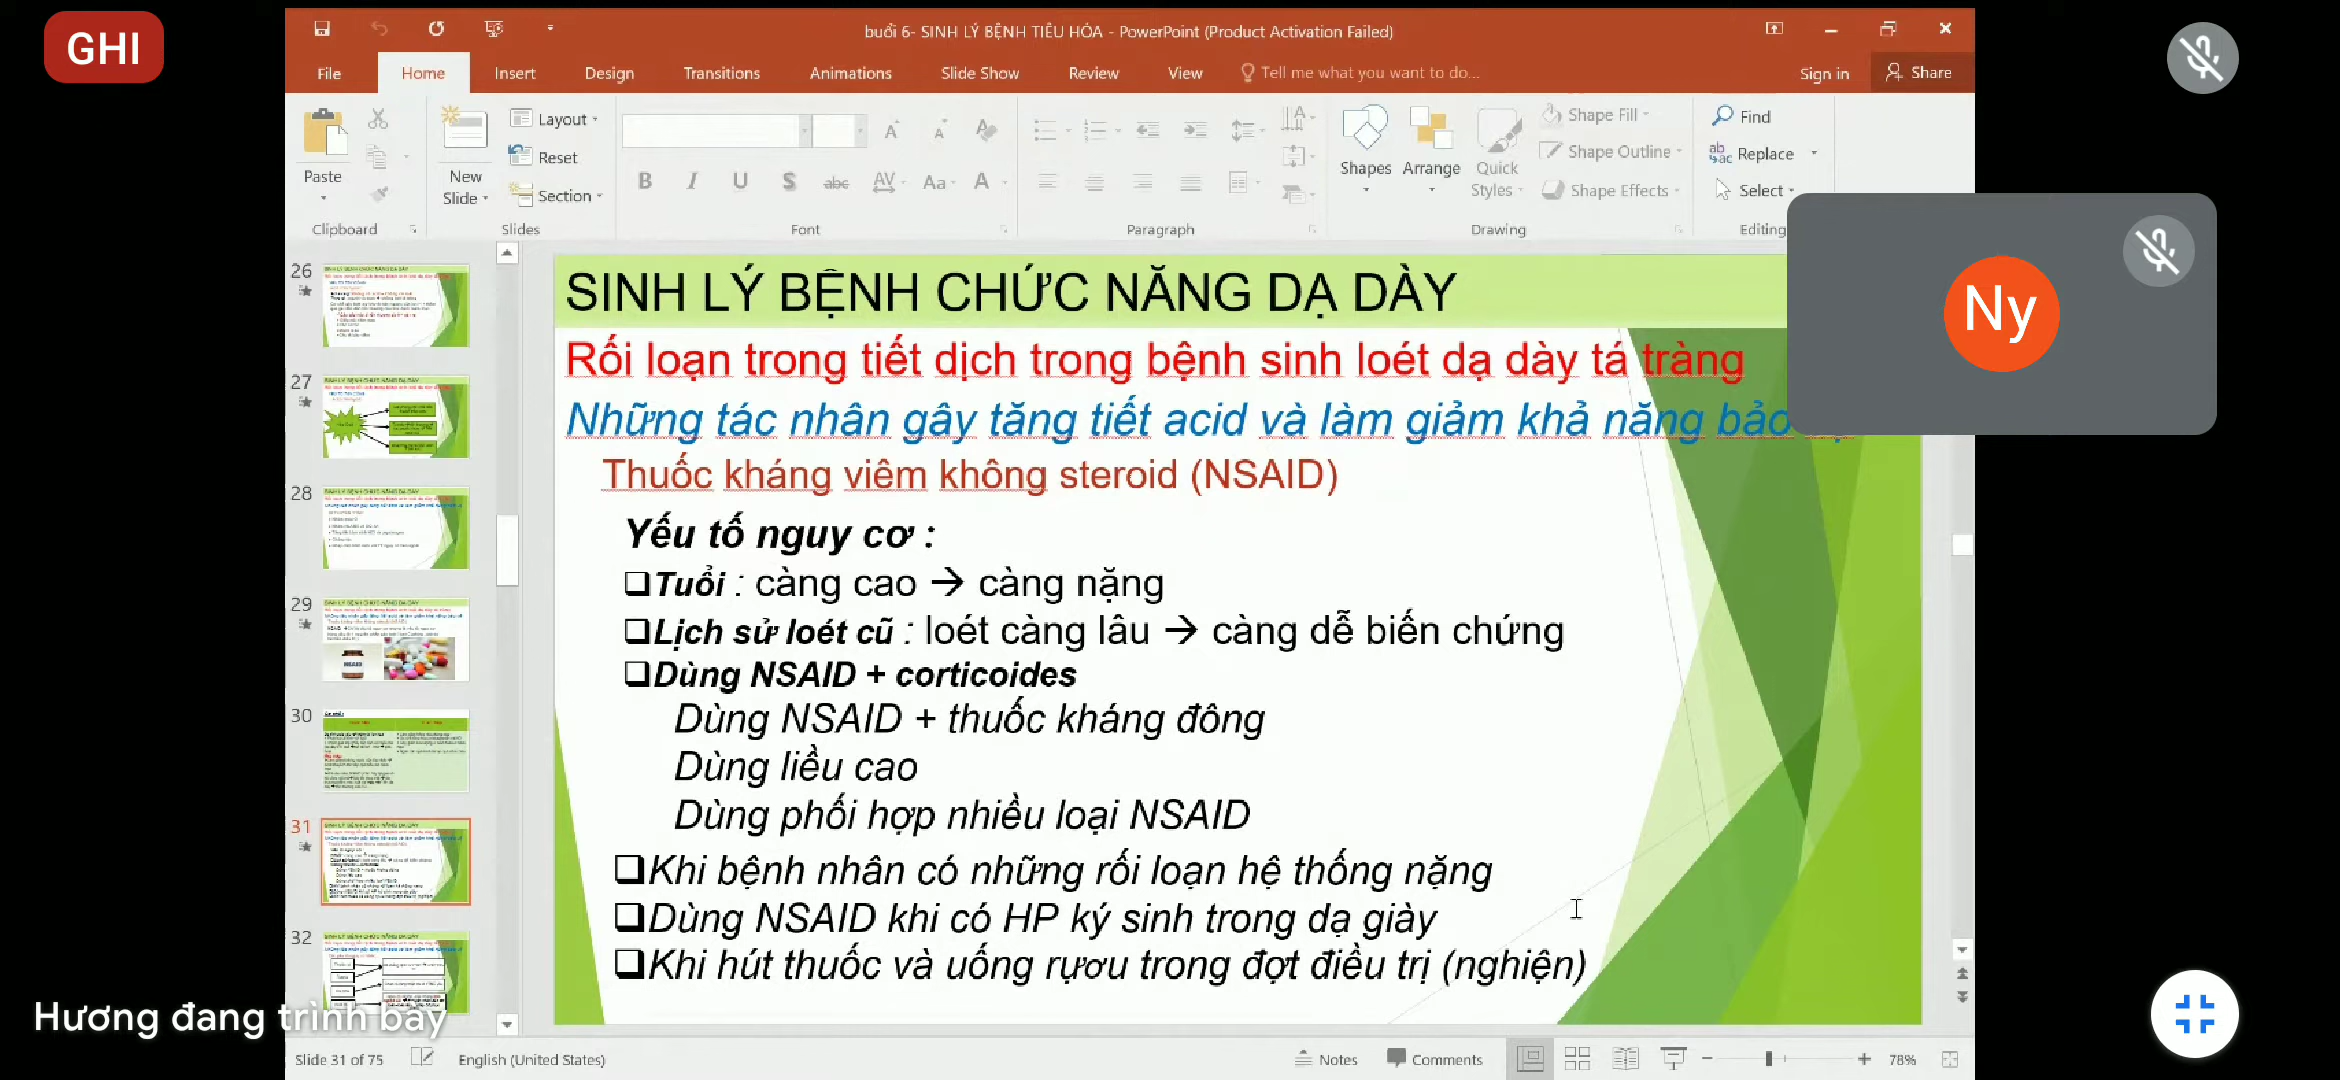 GHI
buổi 6- SINH LÝ BỆNH TIÊU HÓA - PowerPoint (Product Activation Failed)
File Home Insert Design Transitions Animations Slide Show Review View Tell me what you want to do... Sign in Share
Paste
Clipboard
New Slide
Layout
Reset
Section
Slides
B I U S abc AV Aa A
Font
Paragraph
Shapes
Arrange
Quick Styles
Shape Fill
Shape Outline
Shape Effects
Drawing
Find
Replace
Select
Editing
Ny
26
27
28
29
30
31
32
SINH LÝ BỆNH CHỨC NĂNG DẠ DÀY
Rối loạn trong tiết dịch trong bệnh sinh loét dạ dày tá tràng
Những tác nhân gây tăng tiết acid và làm giảm khả năng bảo
Thuốc kháng viêm không steroid (NSAID)
Yếu tố nguy cơ :
❑Tuổi : càng cao → càng nặng
❑Lịch sử loét cũ : loét càng lâu → càng dễ biến chứng
❑Dùng NSAID + corticoides
Dùng NSAID + thuốc kháng đông
Dùng liều cao
Dùng phối hợp nhiều loại NSAID
❑Khi bệnh nhân có những rối loạn hệ thống nặng
❑Dùng NSAID khi có HP ký sinh trong dạ giày
❑Khi hút thuốc và uống rựơu trong đợt điều trị (nghiện)
Hương đang trình bày
Slide 31 of 75 English (United States) Notes Comments 78%